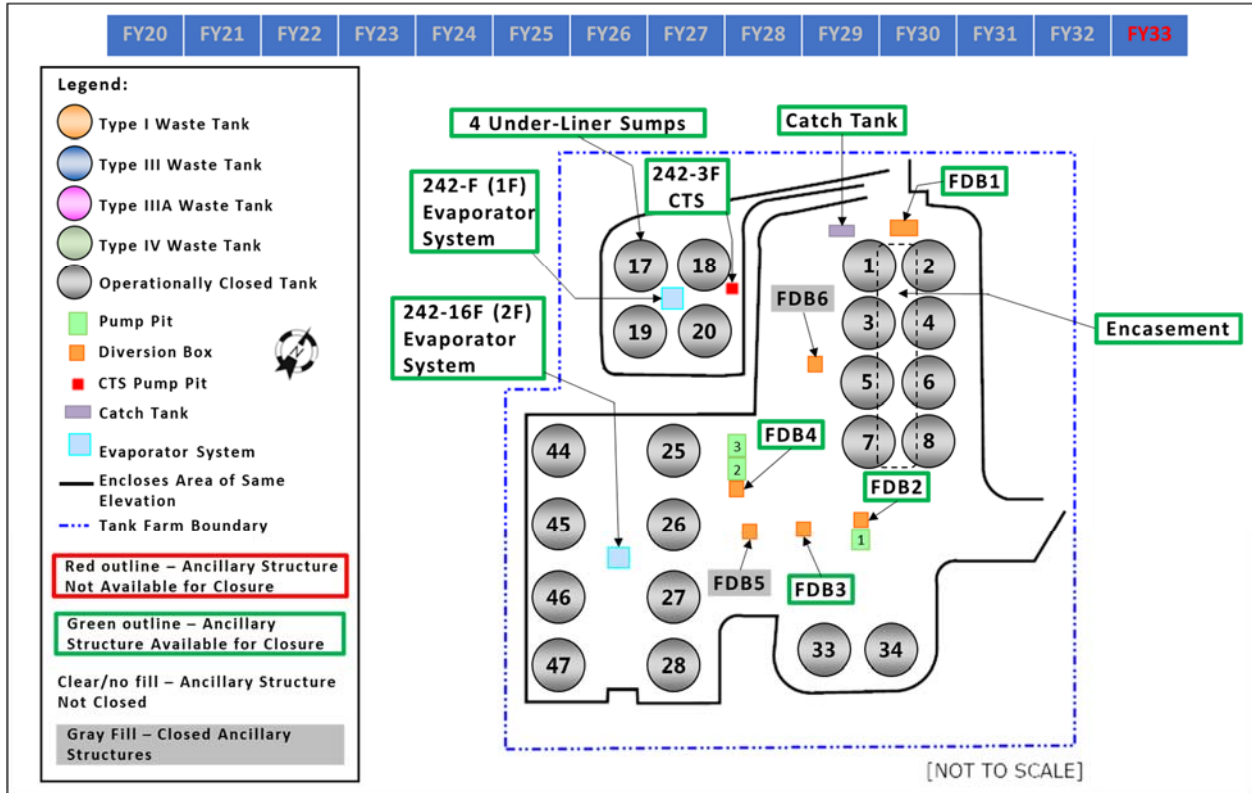 FY20 FY21 FY22 FY23 FY24 FY25 FY26 FY27 FY28 FY29 FY30 FY31 FY32 FY33
Legend:
Type I Waste Tank
Type III Waste Tank
Type IIIA Waste Tank
Type IV Waste Tank
Operationally Closed Tank
Pump Pit
Diversion Box
CTS Pump Pit
Catch Tank
Evaporator System
Encloses Area of Same
Elevation
Tank Farm Boundary
Red outline – Ancillary Structure
Not Available for Closure
Green outline – Ancillary
Structure Available for Closure
Clear/no fill – Ancillary Structure
Not Closed
Gray Fill – Closed Ancillary
Structures
N
4 Under-Liner Sumps
Catch Tank
242-3F
CTS
FDB1
242-F (1F)
Evaporator
System
242-16F (2F)
Evaporator
System
17 18
19 20
1 2
3 4
5 6
7 8
FDB6
Encasement
FDB4
3
2
FDB2
1
FDB5
FDB3
44 25
45 26
46 27
47 28
33 34
[NOT TO SCALE]